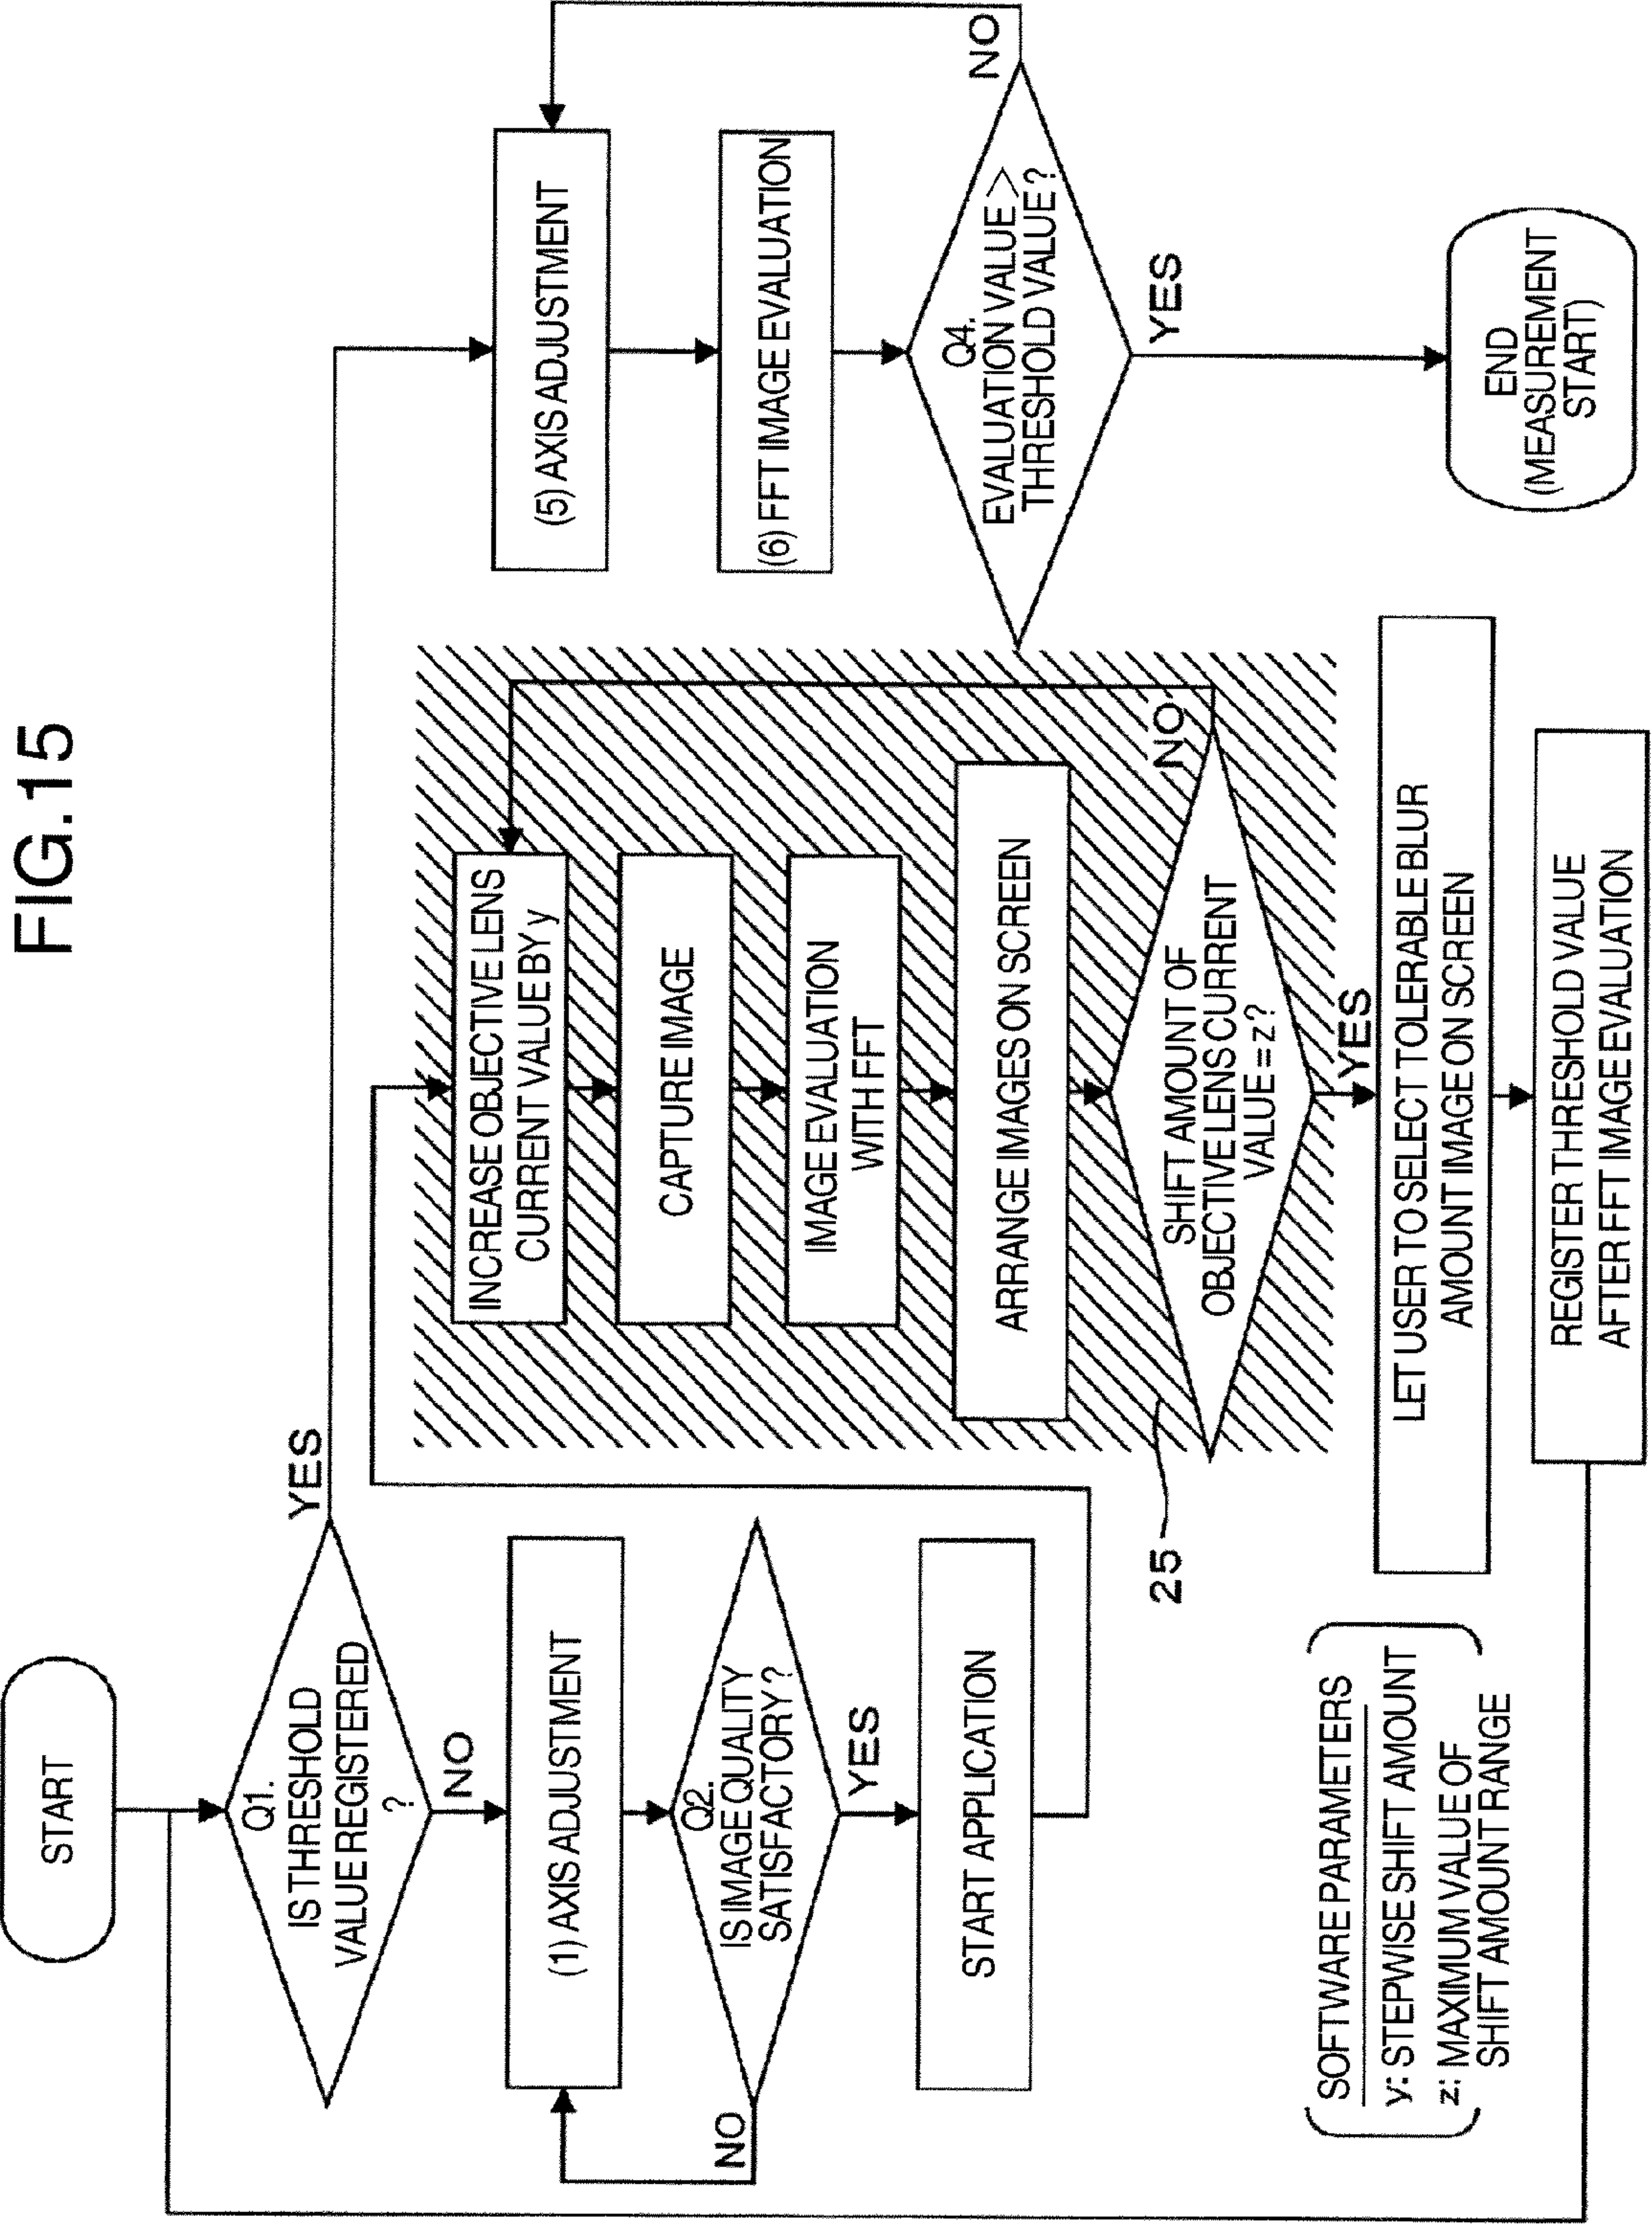 FIG.15
START
Q1.
IS THRESHOLD
VALUE REGISTERED
?
YES
NO
(1) AXIS ADJUSTMENT
Q2.
IS IMAGE QUALITY
SATISFACTORY?
NO
YES
START APPLICATION
INCREASE OBJECTIVE LENS
CURRENT VALUE BY y
CAPTURE IMAGE
IMAGE EVALUATION
WITH FFT
ARRANGE IMAGES ON SCREEN
SHIFT AMOUNT OF
OBJECTIVE LENS CURRENT
VALUE = z?
NO
YES
25
LET USER TO SELECT TOLERABLE BLUR
AMOUNT IMAGE ON SCREEN
REGISTER THRESHOLD VALUE
AFTER FFT IMAGE EVALUATION
(5) AXIS ADJUSTMENT
(6) FFT IMAGE EVALUATION
Q4.
EVALUATION VALUE >
THRESHOLD VALUE?
NO
YES
END
(MEASUREMENT
START)
SOFTWARE PARAMETERS
y: STEPWISE SHIFT AMOUNT
z: MAXIMUM VALUE OF
SHIFT AMOUNT RANGE